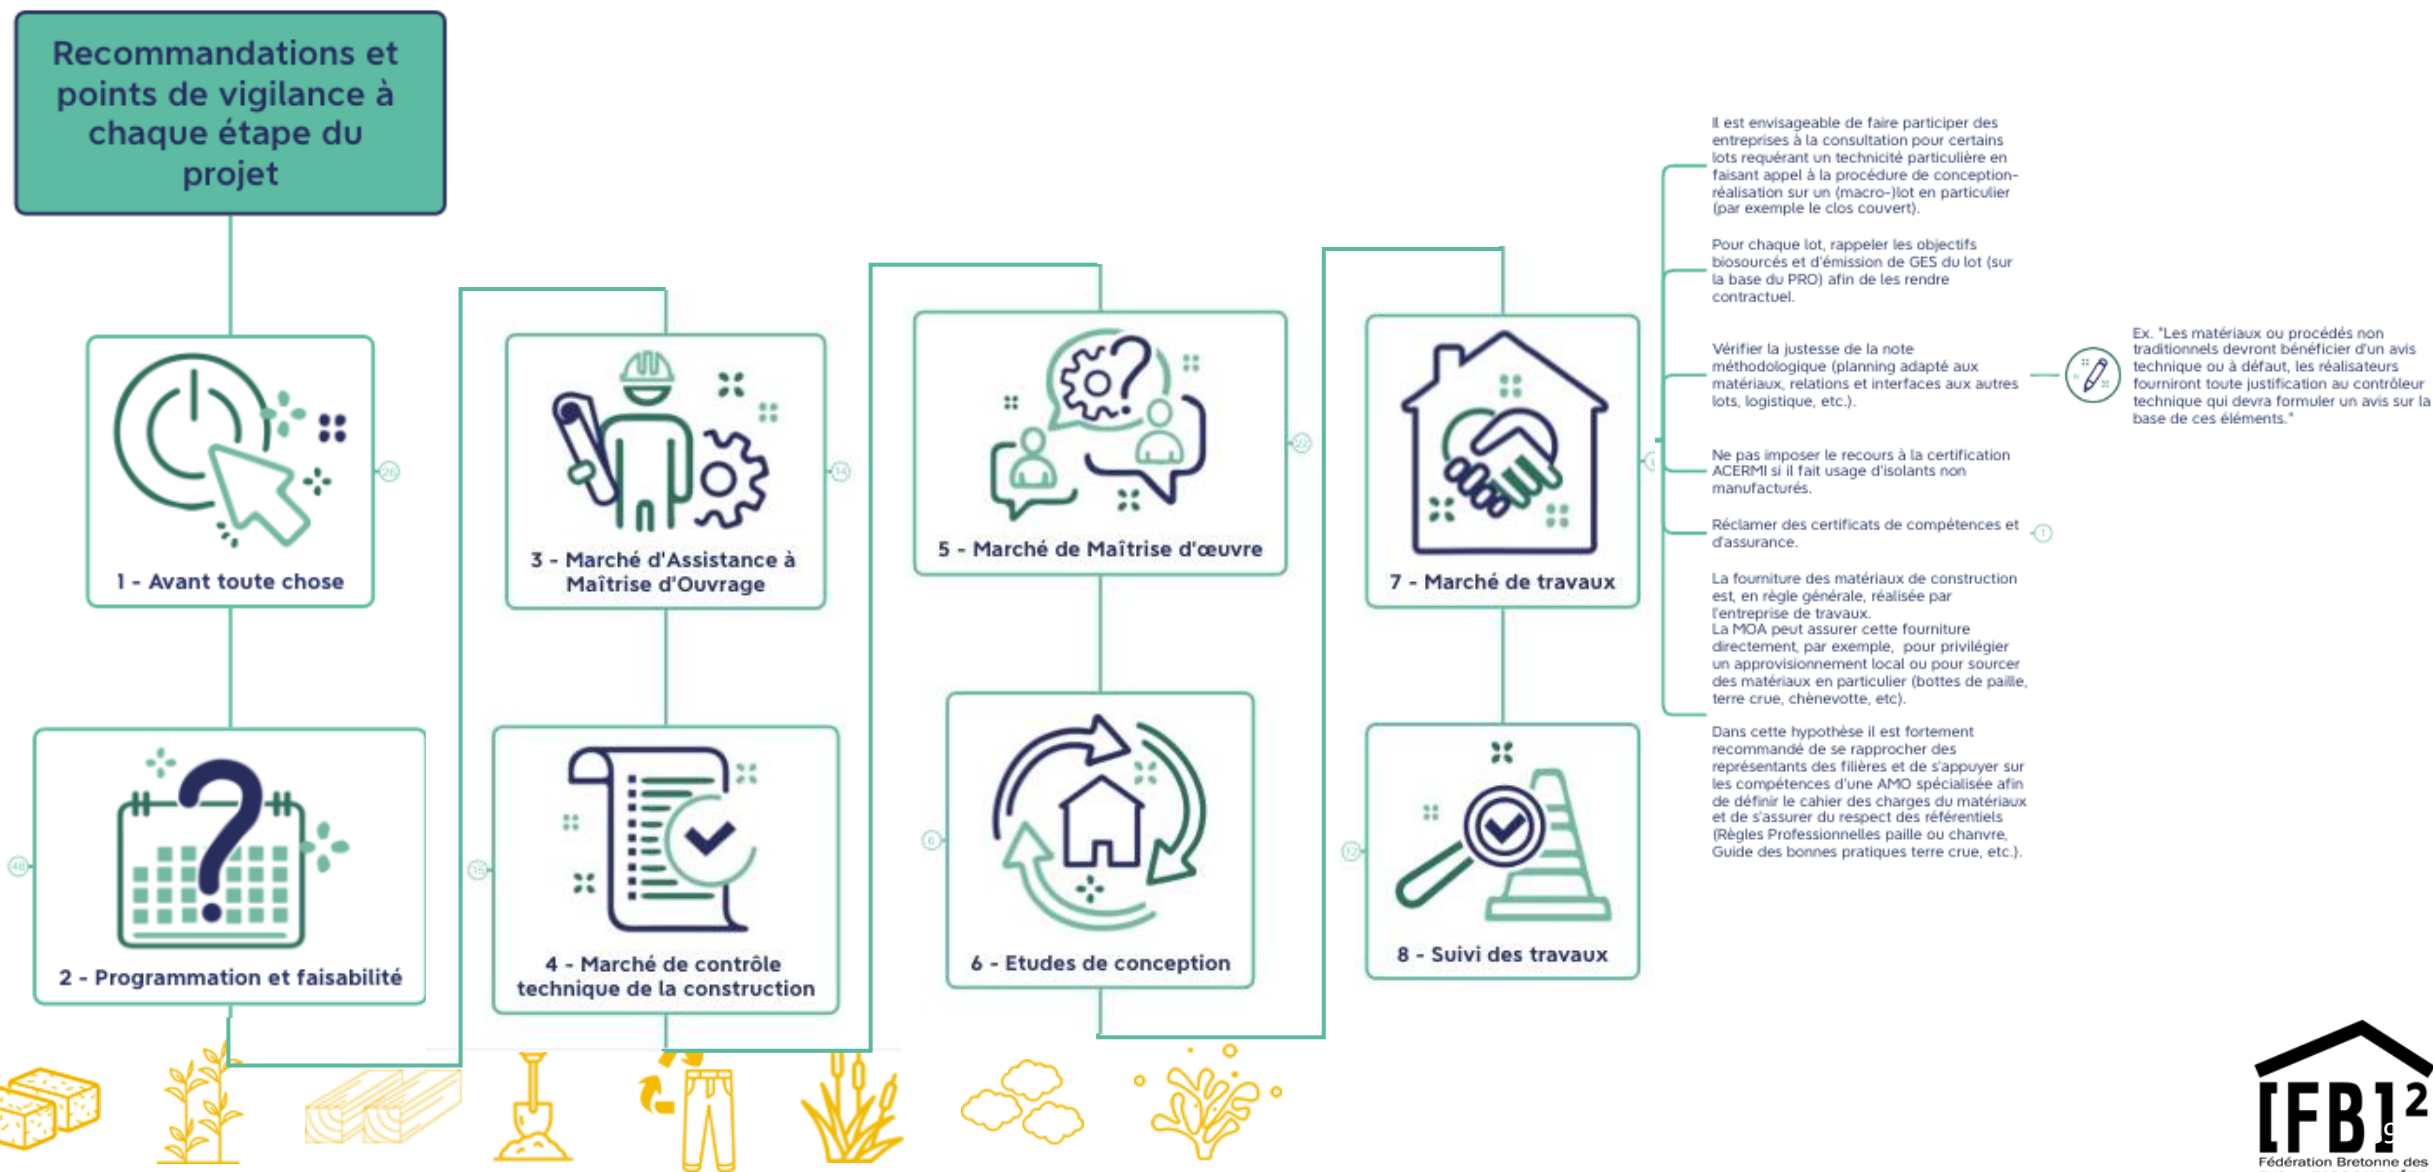 Recommandations et
points de vigilance à
chaque étape du
projet
1 - Avant toute chose
26
2 - Programmation et faisabilité
48
3 - Marché d'Assistance à
Maîtrise d'Ouvrage
14
4 - Marché de contrôle
technique de la construction
5 - Marché de Maîtrise d'œuvre
22
6 - Etudes de conception
6
7 - Marché de travaux
8 - Suivi des travaux
12
Il est envisageable de faire participer des
entreprises à la consultation pour certains
lots requérant un technicité particulière en
faisant appel à la procédure de conception-
réalisation sur un (macro-)lot en particulier
(par exemple le clos couvert).
Pour chaque lot, rappeler les objectifs
biosourcés et d'émission de GES du lot (sur
la base du PRO) afin de les rendre
contractuel.
Vérifier la justesse de la note
méthodologique (planning adapté aux
matériaux, relations et interfaces aux autres
lots, logistique, etc.).
Ex. "Les matériaux ou procédés non
traditionnels devront bénéficier d'un avis
technique ou à défaut, les réalisateurs
fourniront toute justification au contrôleur
technique qui devra formuler un avis sur la
base de ces éléments."
Ne pas imposer le recours à la certification
ACERMI si il fait usage d'isolants non
manufacturés.
Réclamer des certificats de compétences et
d'assurance.
1
La fourniture des matériaux de construction
est, en règle générale, réalisée par
l'entreprise de travaux.
La MOA peut assurer cette fourniture
directement, par exemple, pour privilégier
un approvisionnement local ou pour sourcer
des matériaux en particulier (bottes de paille,
terre crue, chènevotte, etc).
Dans cette hypothèse il est fortement
recommandé de se rapprocher des
représentants des filières et de s'appuyer sur
les compétences d'une AMO spécialisée afin
de définir le cahier des charges du matériaux
et de s'assurer du respect des référentiels
(Règles Professionnelles paille ou chanvre,
Guide des bonnes pratiques terre crue, etc.).
[FB]²
9
Fédération Bretonne des